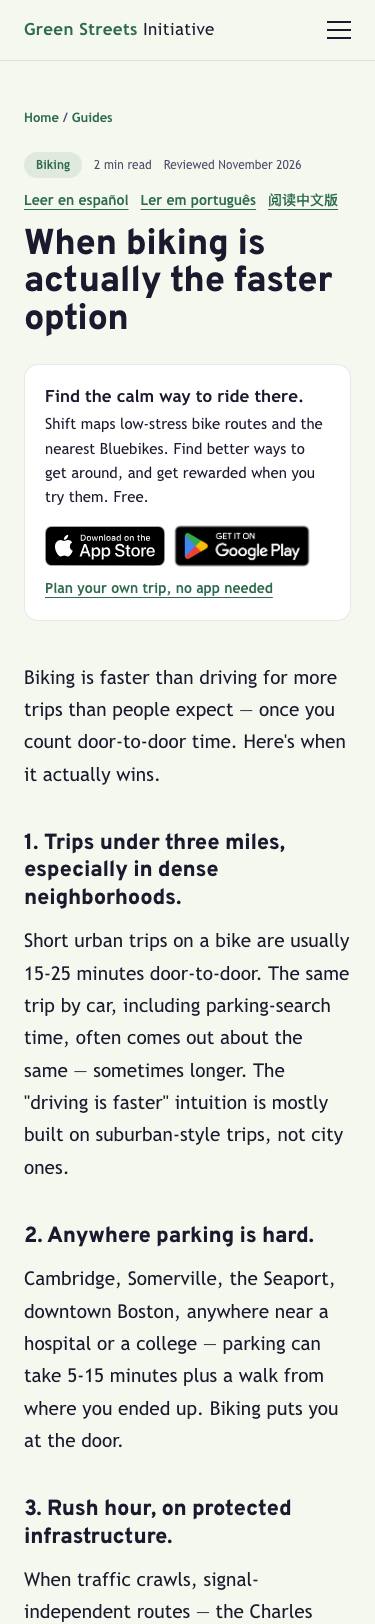 Green Streets Initiative
Home / Guides
Biking 2 min read Reviewed November 2026
Leer en español Ler em português 阅读中文版
When biking is
actually the faster
option
Find the calm way to ride there.
Shift maps low-stress bike routes and the
nearest Bluebikes. Find better ways to
get around, and get rewarded when you
try them. Free.
Download on the
App Store
GET IT ON
Google Play
Plan your own trip, no app needed
Biking is faster than driving for more
trips than people expect — once you
count door-to-door time. Here's when
it actually wins.
1. Trips under three miles,
especially in dense
neighborhoods.
Short urban trips on a bike are usually
15-25 minutes door-to-door. The same
trip by car, including parking-search
time, often comes out about the
same — sometimes longer. The
"driving is faster" intuition is mostly
built on suburban-style trips, not city
ones.
2. Anywhere parking is hard.
Cambridge, Somerville, the Seaport,
downtown Boston, anywhere near a
hospital or a college — parking can
take 5-15 minutes plus a walk from
where you ended up. Biking puts you
at the door.
3. Rush hour, on protected
infrastructure.
When traffic crawls, signal-
independent routes — the Charles